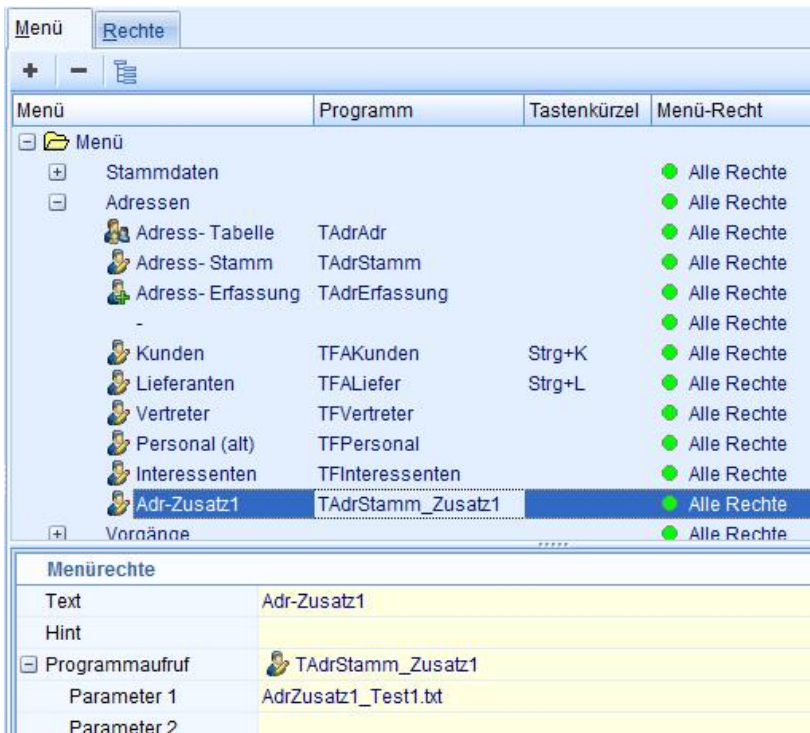 Menü Rechte
Menü Programm Tastenkürzel Menü-Recht
Menü
Stammdaten Alle Rechte
Adressen Alle Rechte
Adress- Tabelle TAdrAdr Alle Rechte
Adress- Stamm TAdrStamm Alle Rechte
Adress- Erfassung TAdrErfassung Alle Rechte
- Alle Rechte
Kunden TFAKunden Strg+K Alle Rechte
Lieferanten TFALiefer Strg+L Alle Rechte
Vertreter TFVertreter Alle Rechte
Personal (alt) TFPersonal Alle Rechte
Interessenten TFInteressenten Alle Rechte
Adr-Zusatz1 TAdrStamm_Zusatz1 Alle Rechte
Vorgänge Alle Rechte
Menürechte
Text Adr-Zusatz1
Hint
Programmaufruf TAdrStamm_Zusatz1
Parameter 1 AdrZusatz1_Test1.txt
Parameter 2